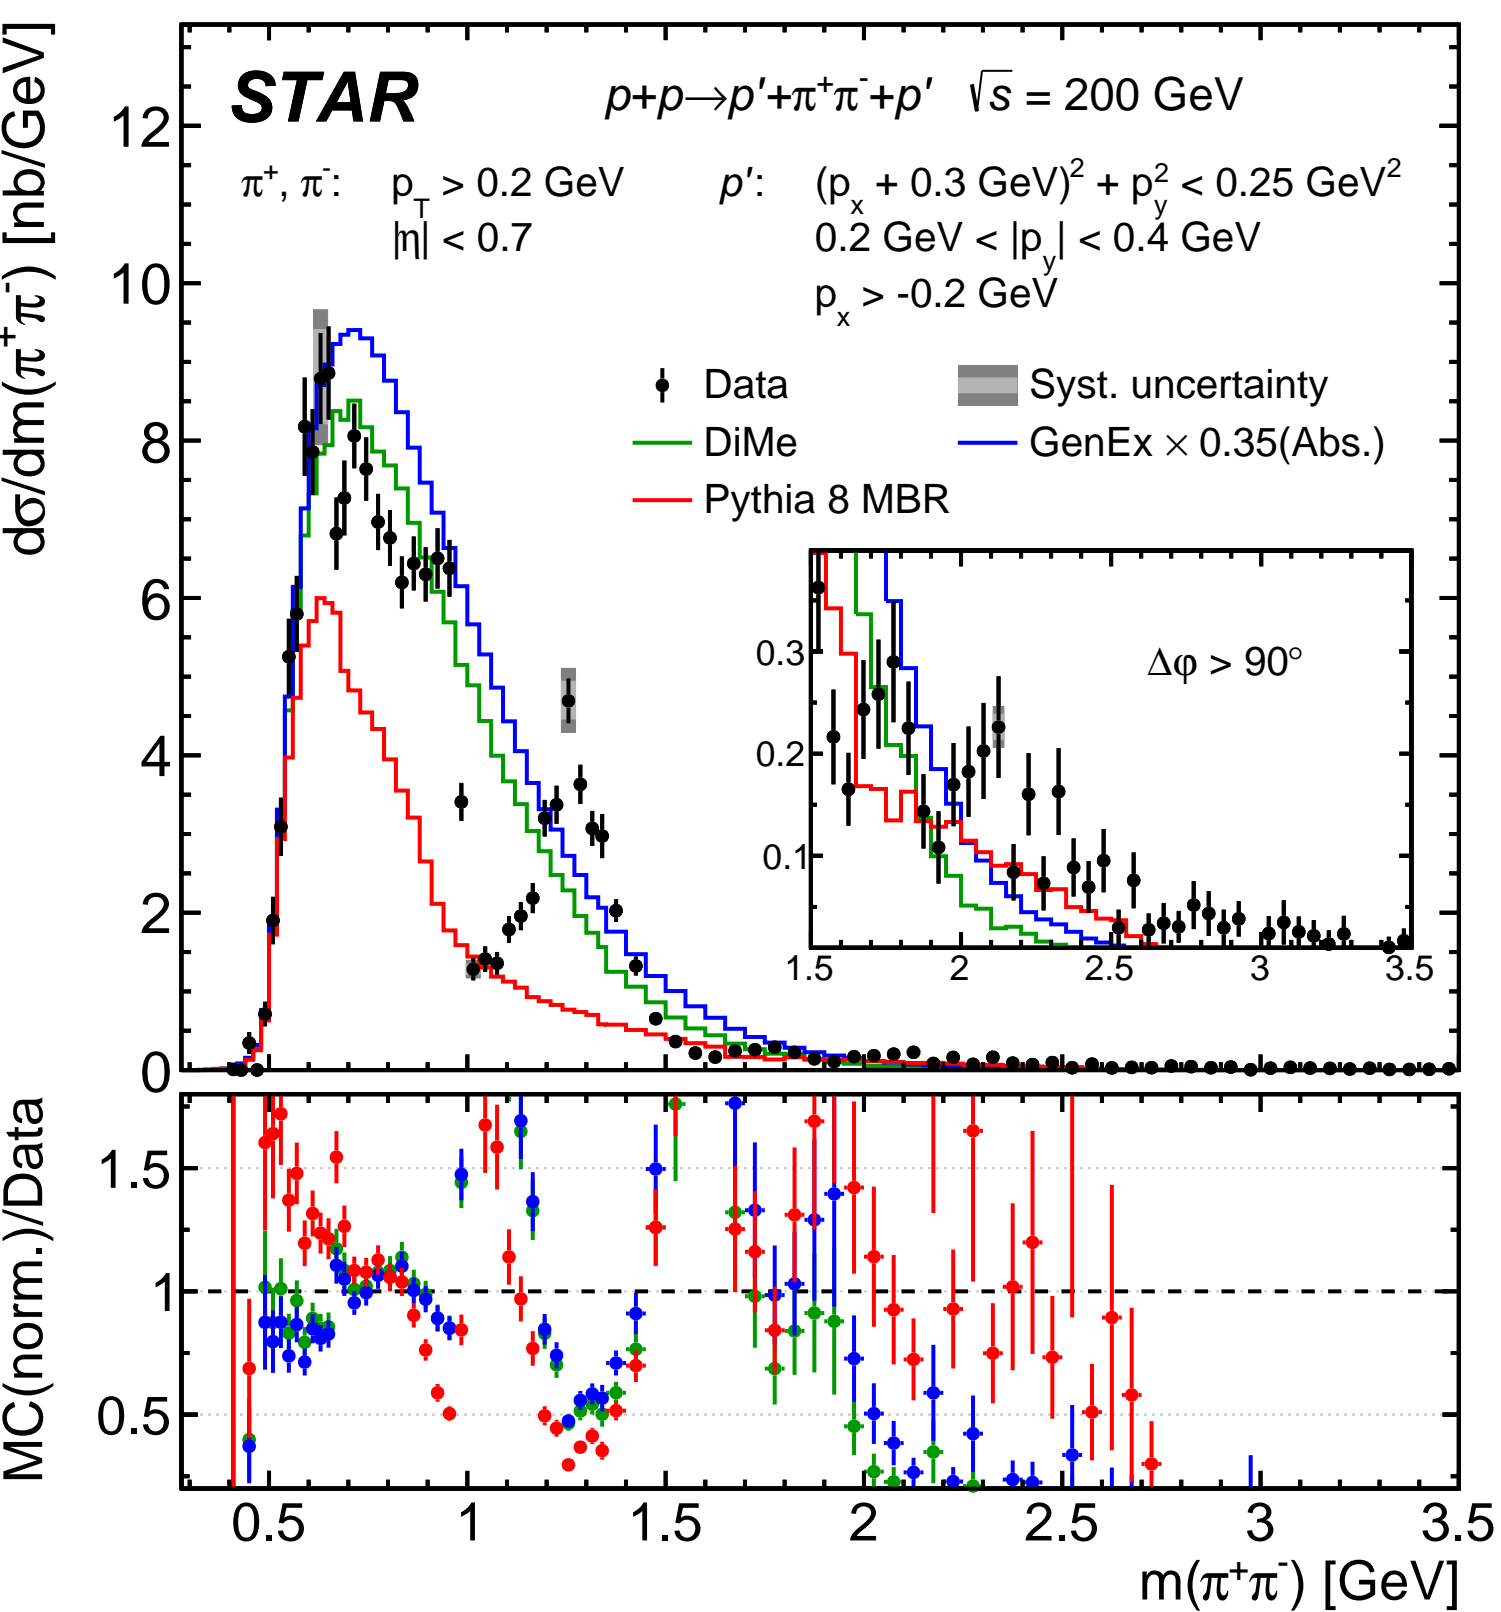 STAR p+p→p′+π⁺π⁻+p′ √s = 200 GeV
π⁺, π⁻: p_T > 0.2 GeV p′: (p_x + 0.3 GeV)² + p_y² < 0.25 GeV²
|η| < 0.7 0.2 GeV < |p_y| < 0.4 GeV
p_x > -0.2 GeV
Data Syst. uncertainty
DiMe GenEx × 0.35(Abs.)
Pythia 8 MBR
Δφ > 90°
0.3
0.2
0.1
1.5 2 2.5 3 3.5
dσ/dm(π⁺π⁻) [nb/GeV]
12
10
8
6
4
2
0
MC(norm.)/Data
1.5
1
0.5
0.5 1 1.5 2 2.5 3 3.5
m(π⁺π⁻) [GeV]